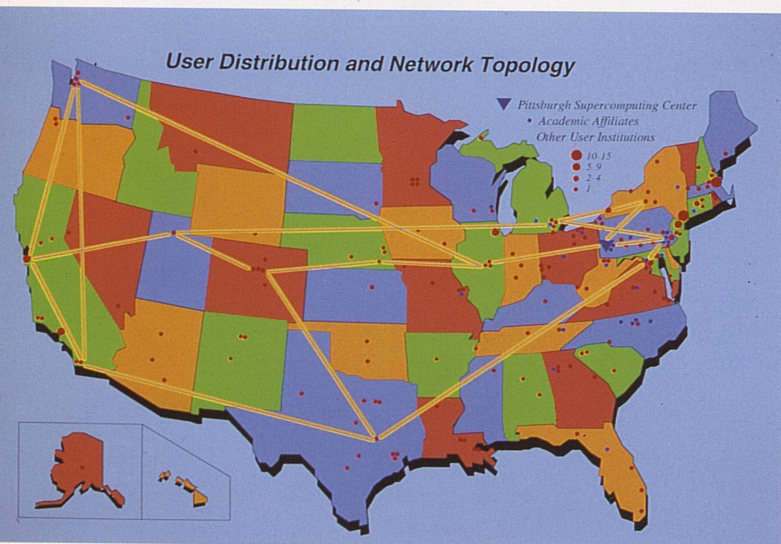 User Distribution and Network Topology
Pittsburgh Supercomputing Center
Academic Affiliates
Other User Institutions
10-15
5-9
2-4
1